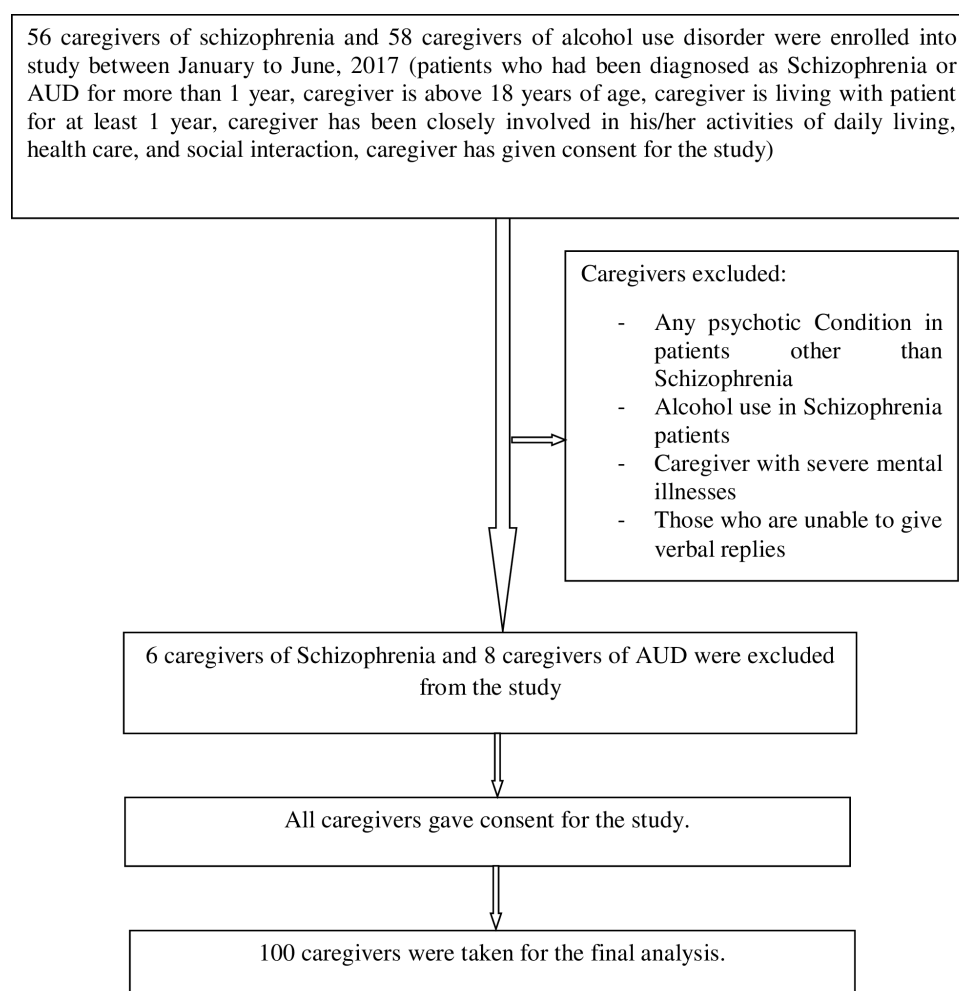 56 caregivers of schizophrenia and 58 caregivers of alcohol use disorder were enrolled into
study between January to June, 2017 (patients who had been diagnosed as Schizophrenia or
AUD for more than 1 year, caregiver is above 18 years of age, caregiver is living with patient
for at least 1 year, caregiver has been closely involved in his/her activities of daily living,
health care, and social interaction, caregiver has given consent for the study)
Caregivers excluded:
- Any psychotic Condition in
patients other than
Schizophrenia
- Alcohol use in Schizophrenia
patients
- Caregiver with severe mental
illnesses
- Those who are unable to give
verbal replies
6 caregivers of Schizophrenia and 8 caregivers of AUD were excluded
from the study
All caregivers gave consent for the study.
100 caregivers were taken for the final analysis.